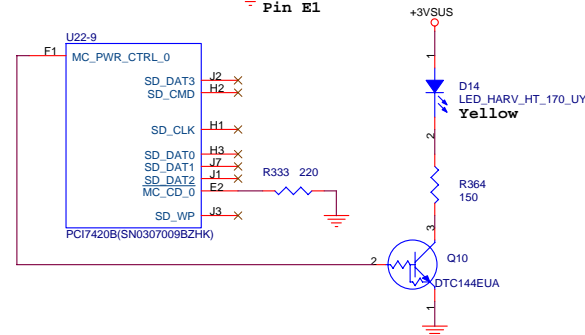 Pin E1
+3VSUS
U22-9
F1
MC_PWR_CTRL_0
1
SD_DAT3
J2
SD_CMD
H2
D14
LED_HARV_HT_170_UY
Yellow
SD_CLK
H1
2
SD_DAT0
H3
SD_DAT1
J7
SD_DAT2
J1
MC_CD_0
E2
R333 220
R364
150
SD_WP
J3
PCI7420B(SN0307009BZHK)
3
2
Q10
DTC144EUA
1